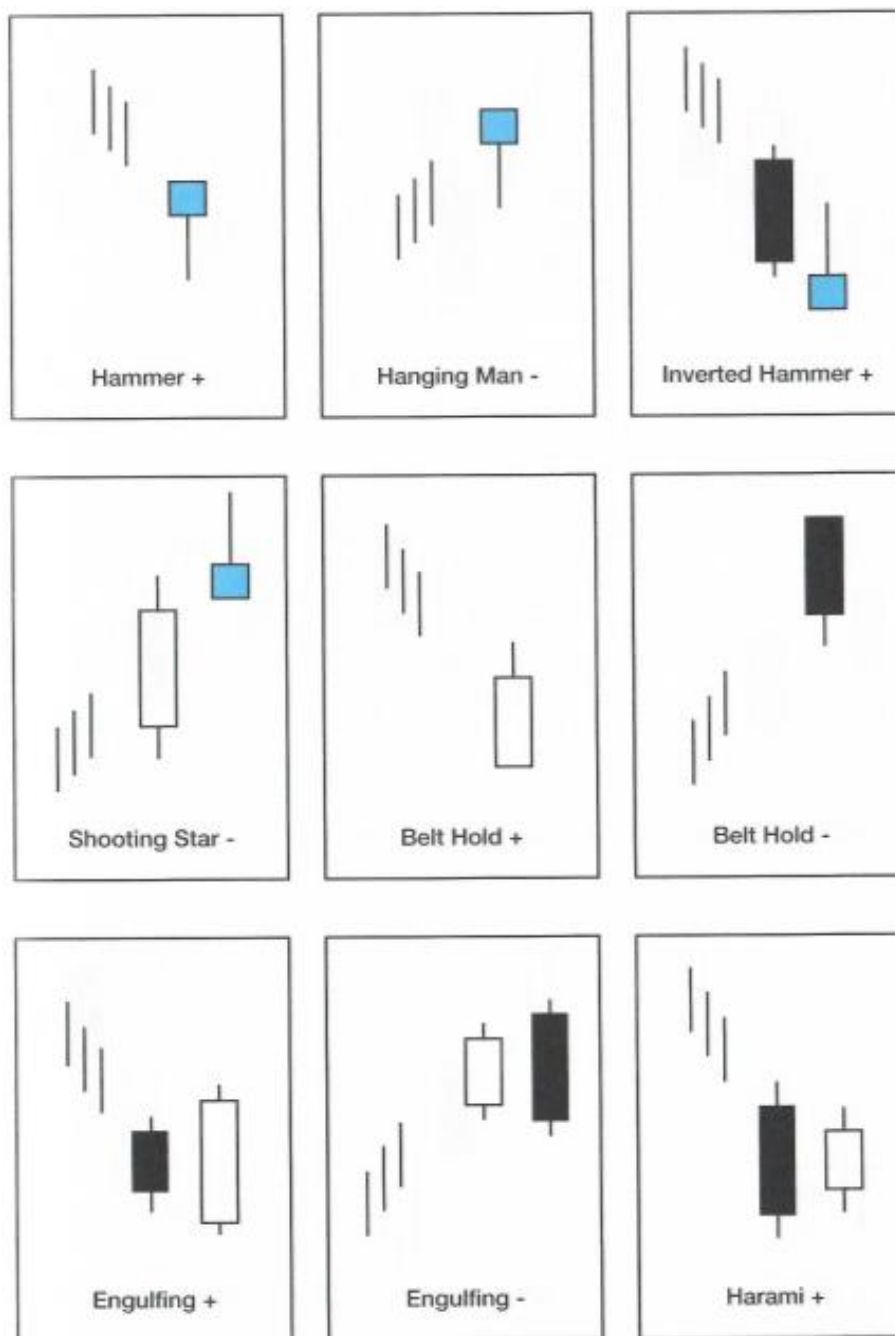 Hammer +
Hanging Man -
Inverted Hammer +
Shooting Star -
Belt Hold +
Belt Hold -
Engulfing +
Engulfing -
Harami +